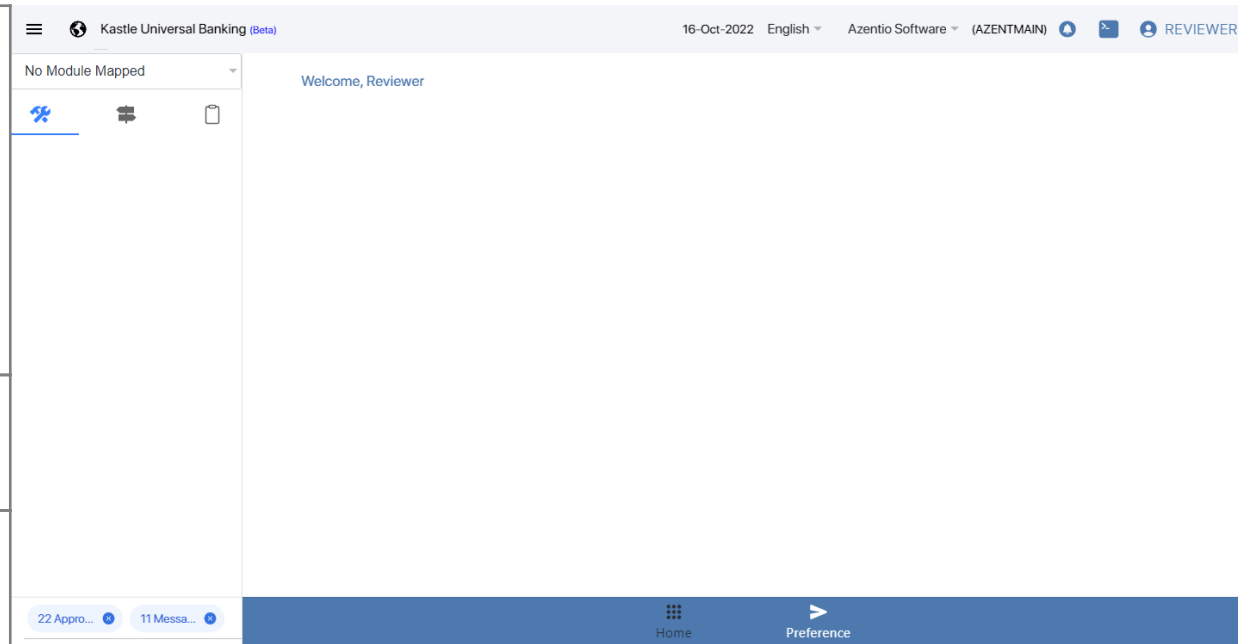 Kastle Universal Banking (Beta) 16-Oct-2022 English Azentio Software (AZENTMAIN) REVIEWER
No Module Mapped
Welcome, Reviewer
22 Appro... 11 Messa...
Home Preference